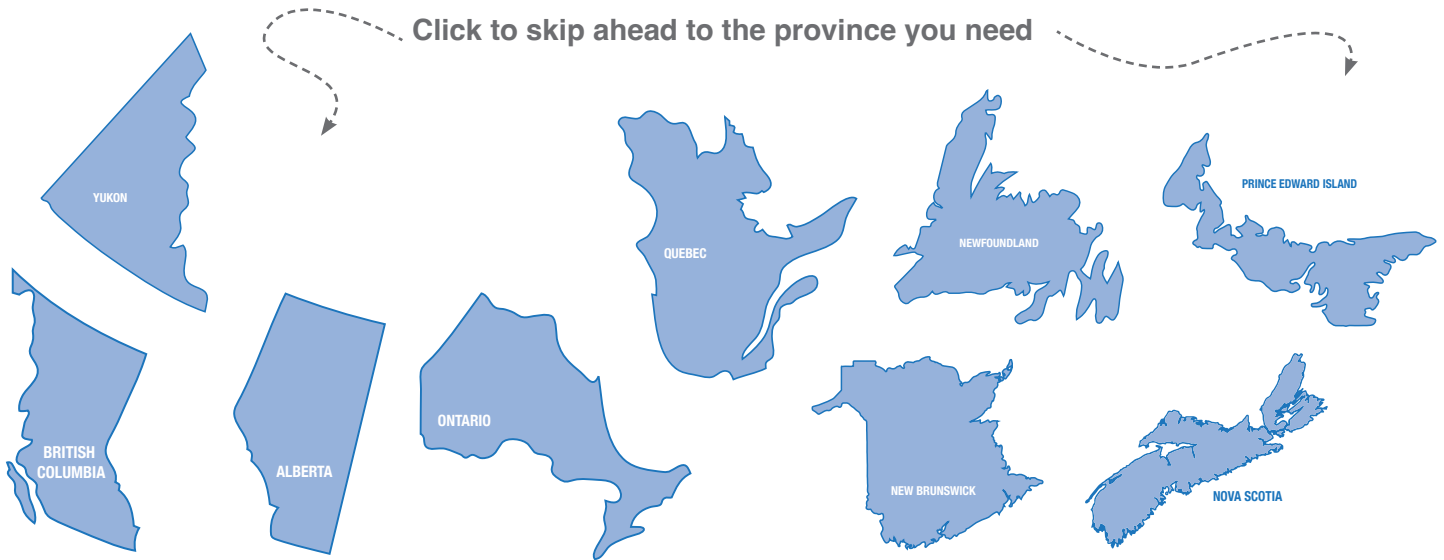 Click to skip ahead to the province you need
YUKON
PRINCE EDWARD ISLAND
QUEBEC
NEWFOUNDLAND
ONTARIO
BRITISH
COLUMBIA
ALBERTA
NEW BRUNSWICK
NOVA SCOTIA